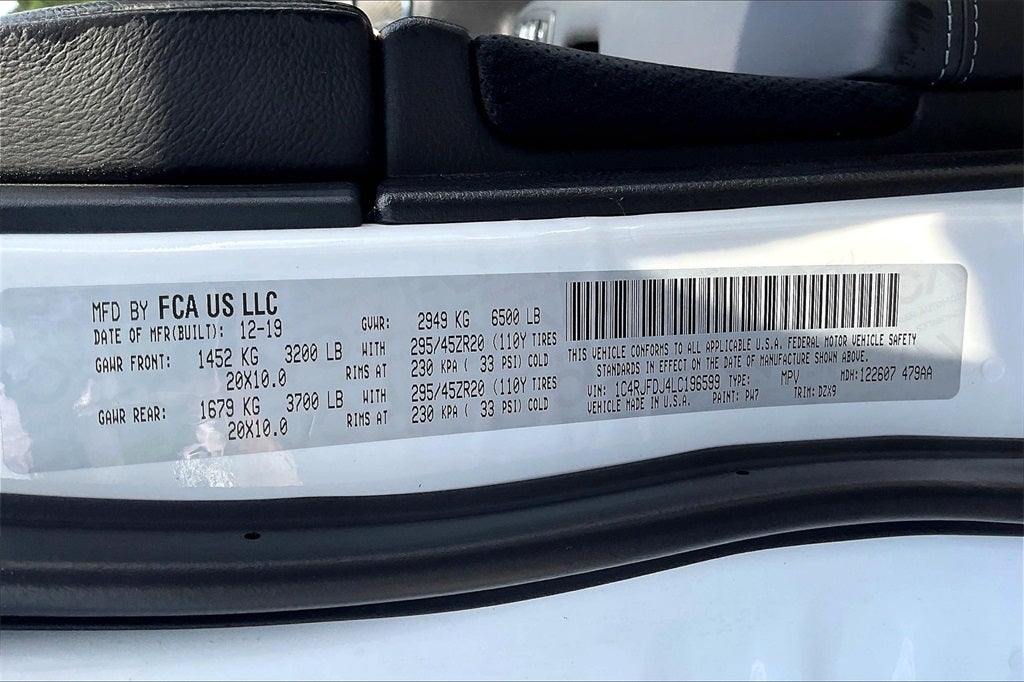 MFD BY FCA US LLC
DATE OF MFR(BUILT): 12-19 GVWR: 2949 KG 6500 LB
GAWR FRONT: 1452 KG 3200 LB WITH 295/45ZR20 (110Y TIRES
20X10.0 RIMS AT 230 KPA ( 33 PSI) COLD
GAWR REAR: 1679 KG 3700 LB WITH 295/45ZR20 (110Y TIRES
20X10.0 RIMS AT 230 KPA ( 33 PSI) COLD
THIS VEHICLE CONFORMS TO ALL APPLICABLE U.S.A. FEDERAL MOTOR VEHICLE SAFETY
STANDARDS IN EFFECT ON THE DATE OF MANUFACTURE SHOWN ABOVE.
VIN: 1C4RJFDJ4LC196599 TYPE: MPV MDH: 122607 479AA
VEHICLE MADE IN U.S.A. PAINT: PW7 TRIM: DZX9